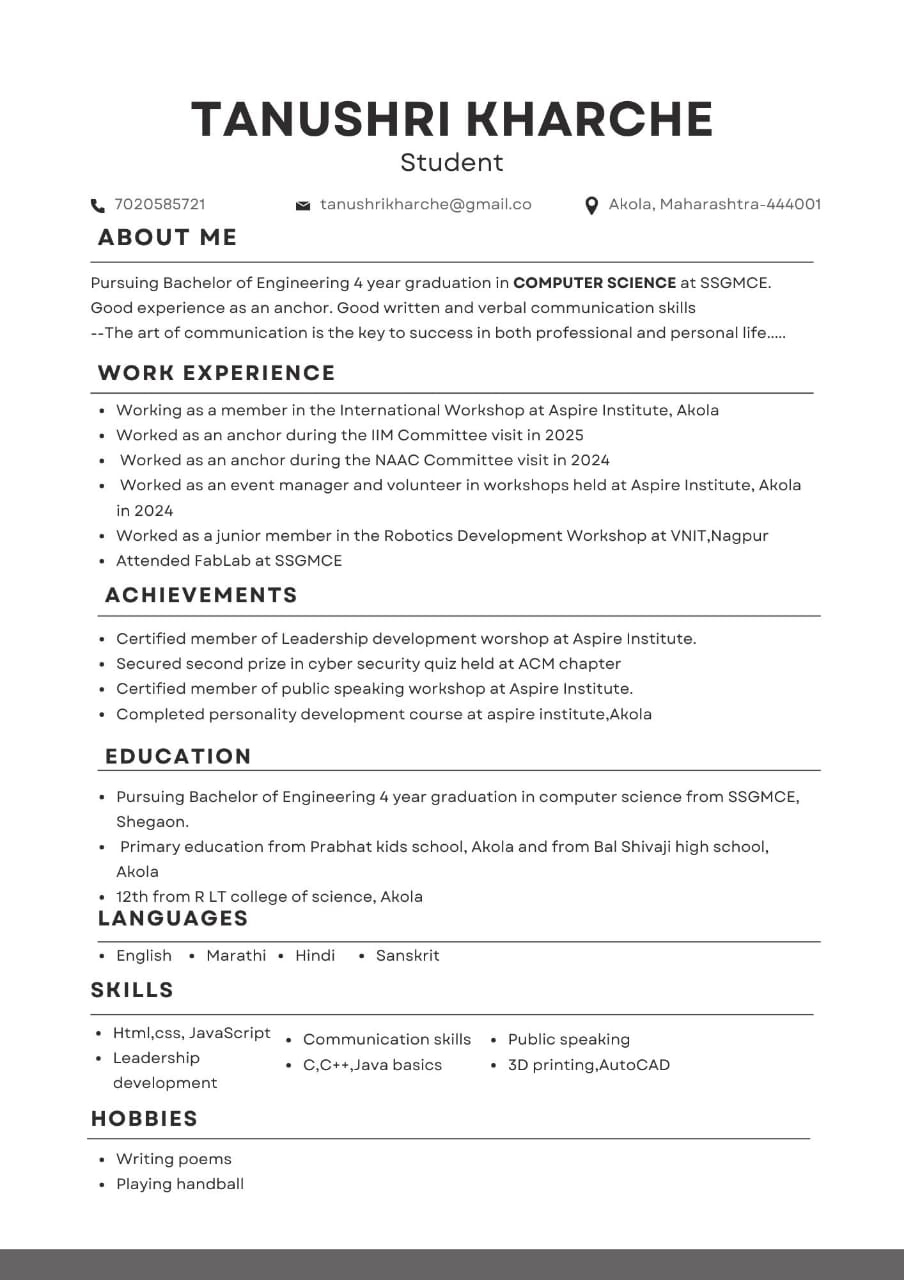 TANUSHRI KHARCHE
Student
7020585721 tanushrikharche@gmail.co Akola, Maharashtra-444001
ABOUT ME
Pursuing Bachelor of Engineering 4 year graduation in COMPUTER SCIENCE at SSGMCE.
Good experience as an anchor. Good written and verbal communication skills
--The art of communication is the key to success in both professional and personal life.....
WORK EXPERIENCE
• Working as a member in the International Workshop at Aspire Institute, Akola
• Worked as an anchor during the IIM Committee visit in 2025
• Worked as an anchor during the NAAC Committee visit in 2024
• Worked as an event manager and volunteer in workshops held at Aspire Institute, Akola
in 2024
• Worked as a junior member in the Robotics Development Workshop at VNIT,Nagpur
• Attended FabLab at SSGMCE
ACHIEVEMENTS
• Certified member of Leadership development worshop at Aspire Institute.
• Secured second prize in cyber security quiz held at ACM chapter
• Certified member of public speaking workshop at Aspire Institute.
• Completed personality development course at aspire institute,Akola
EDUCATION
• Pursuing Bachelor of Engineering 4 year graduation in computer science from SSGMCE,
Shegaon.
• Primary education from Prabhat kids school, Akola and from Bal Shivaji high school,
Akola
• 12th from R LT college of science, Akola
LANGUAGES
• English • Marathi • Hindi • Sanskrit
SKILLS
• Html,css, JavaScript
• Leadership
development
• Communication skills
• C,C++,Java basics
• Public speaking
• 3D printing,AutoCAD
HOBBIES
• Writing poems
• Playing handball